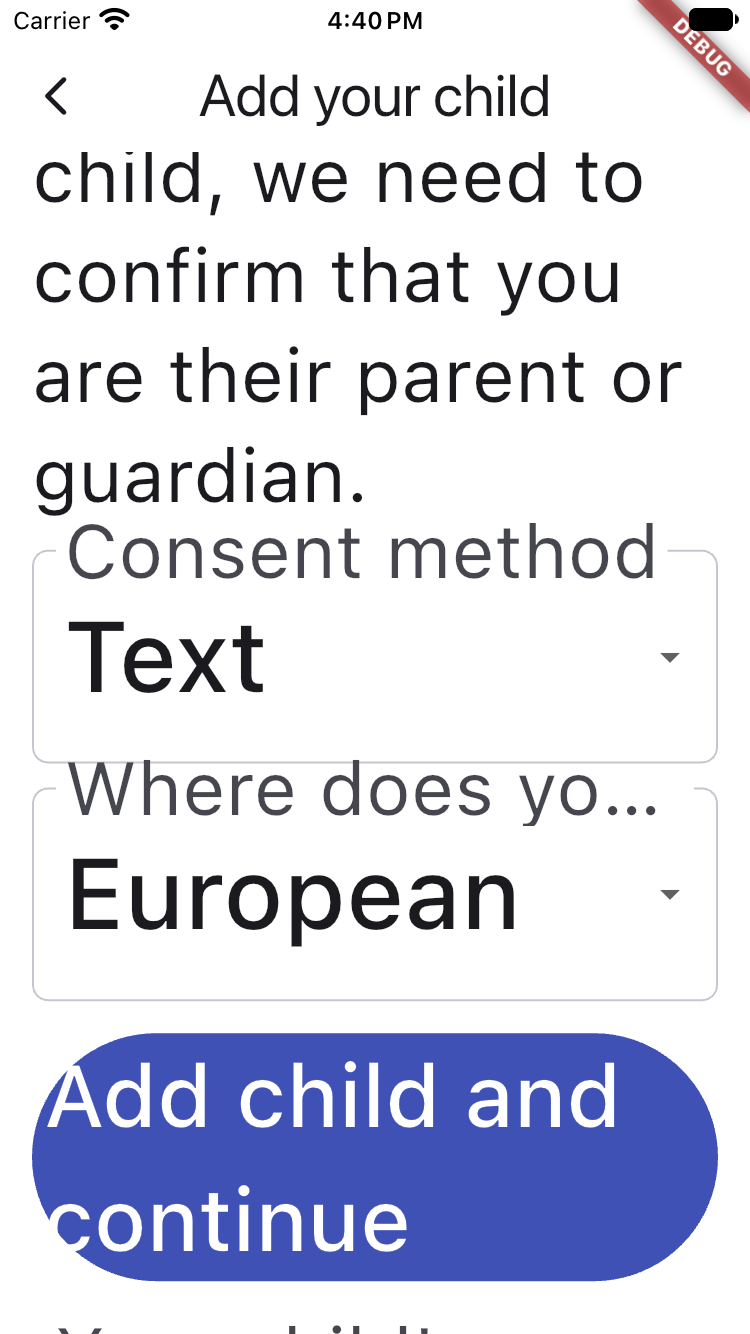 Carrier
4:40 PM
DEBUG
Add your child
child, we need to
confirm that you
are their parent or
guardian.
Consent method
Text
Where does yo...
European
Add child and
continue